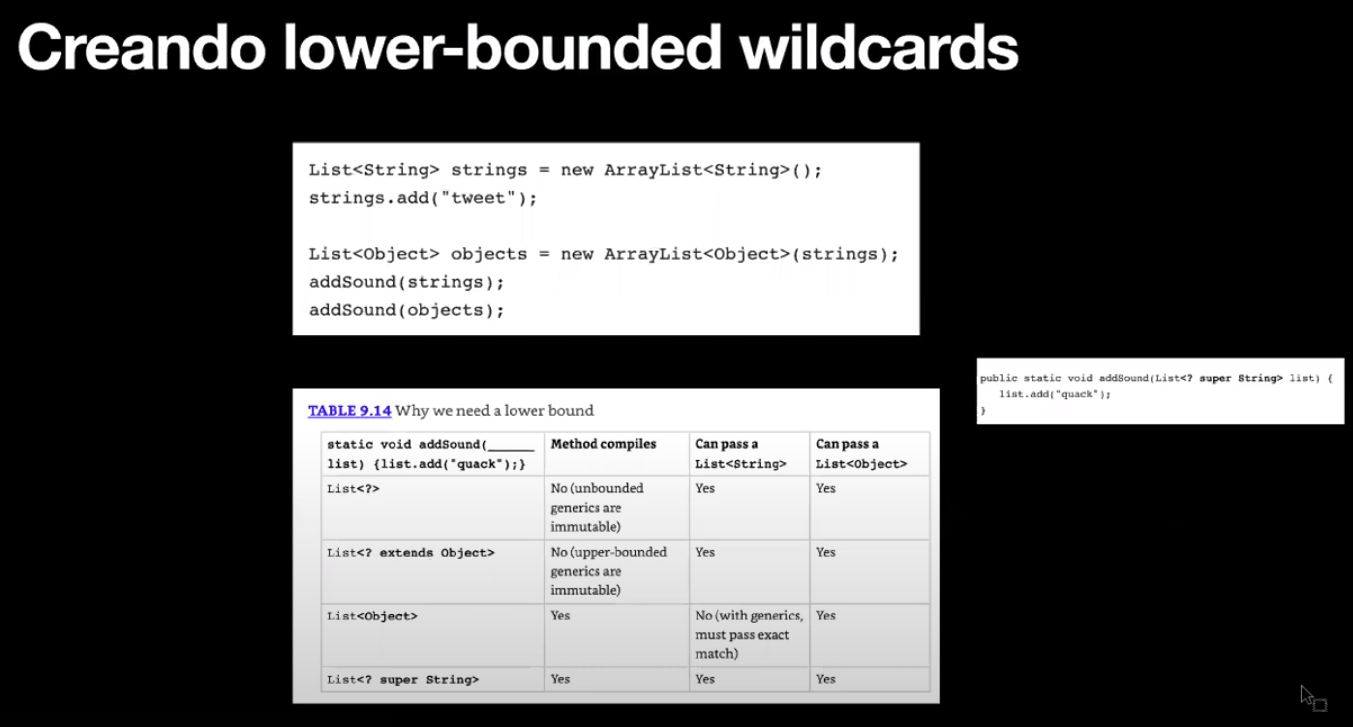 Creando lower-bounded wildcards
List<String> strings = new ArrayList<String>();
strings.add("tweet");
List<Object> objects = new ArrayList<Object>(strings);
addSound(strings);
addSound(objects);
public static void addSound(List<? super String> list) {
list.add("quack");
}
TABLE 9.14 Why we need a lower bound
static void addSound(______
list) {list.add("quack");}
Method compiles
Can pass a
List<String>
Can pass a
List<Object>
List<?>
No (unbounded
generics are
immutable)
Yes
Yes
List<? extends Object>
No (upper-bounded
generics are
immutable)
Yes
Yes
List<Object>
Yes
No (with generics,
must pass exact
match)
Yes
List<? super String>
Yes
Yes
Yes